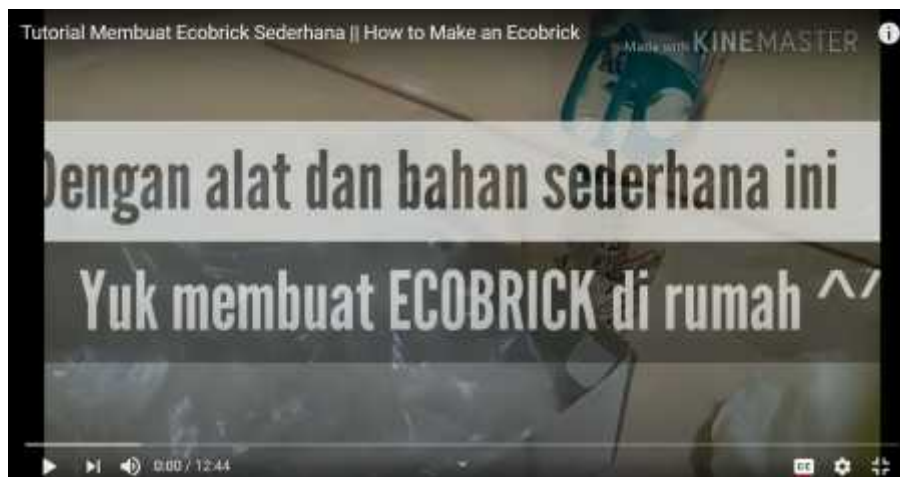 Tutorial Membuat Ecobrick Sederhana || How to Make an Ecobrick
Made with KINEMASTER
Dengan alat dan bahan sederhana ini
Yuk membuat ECOBRICK di rumah ^^
0:00 / 12:44
CC